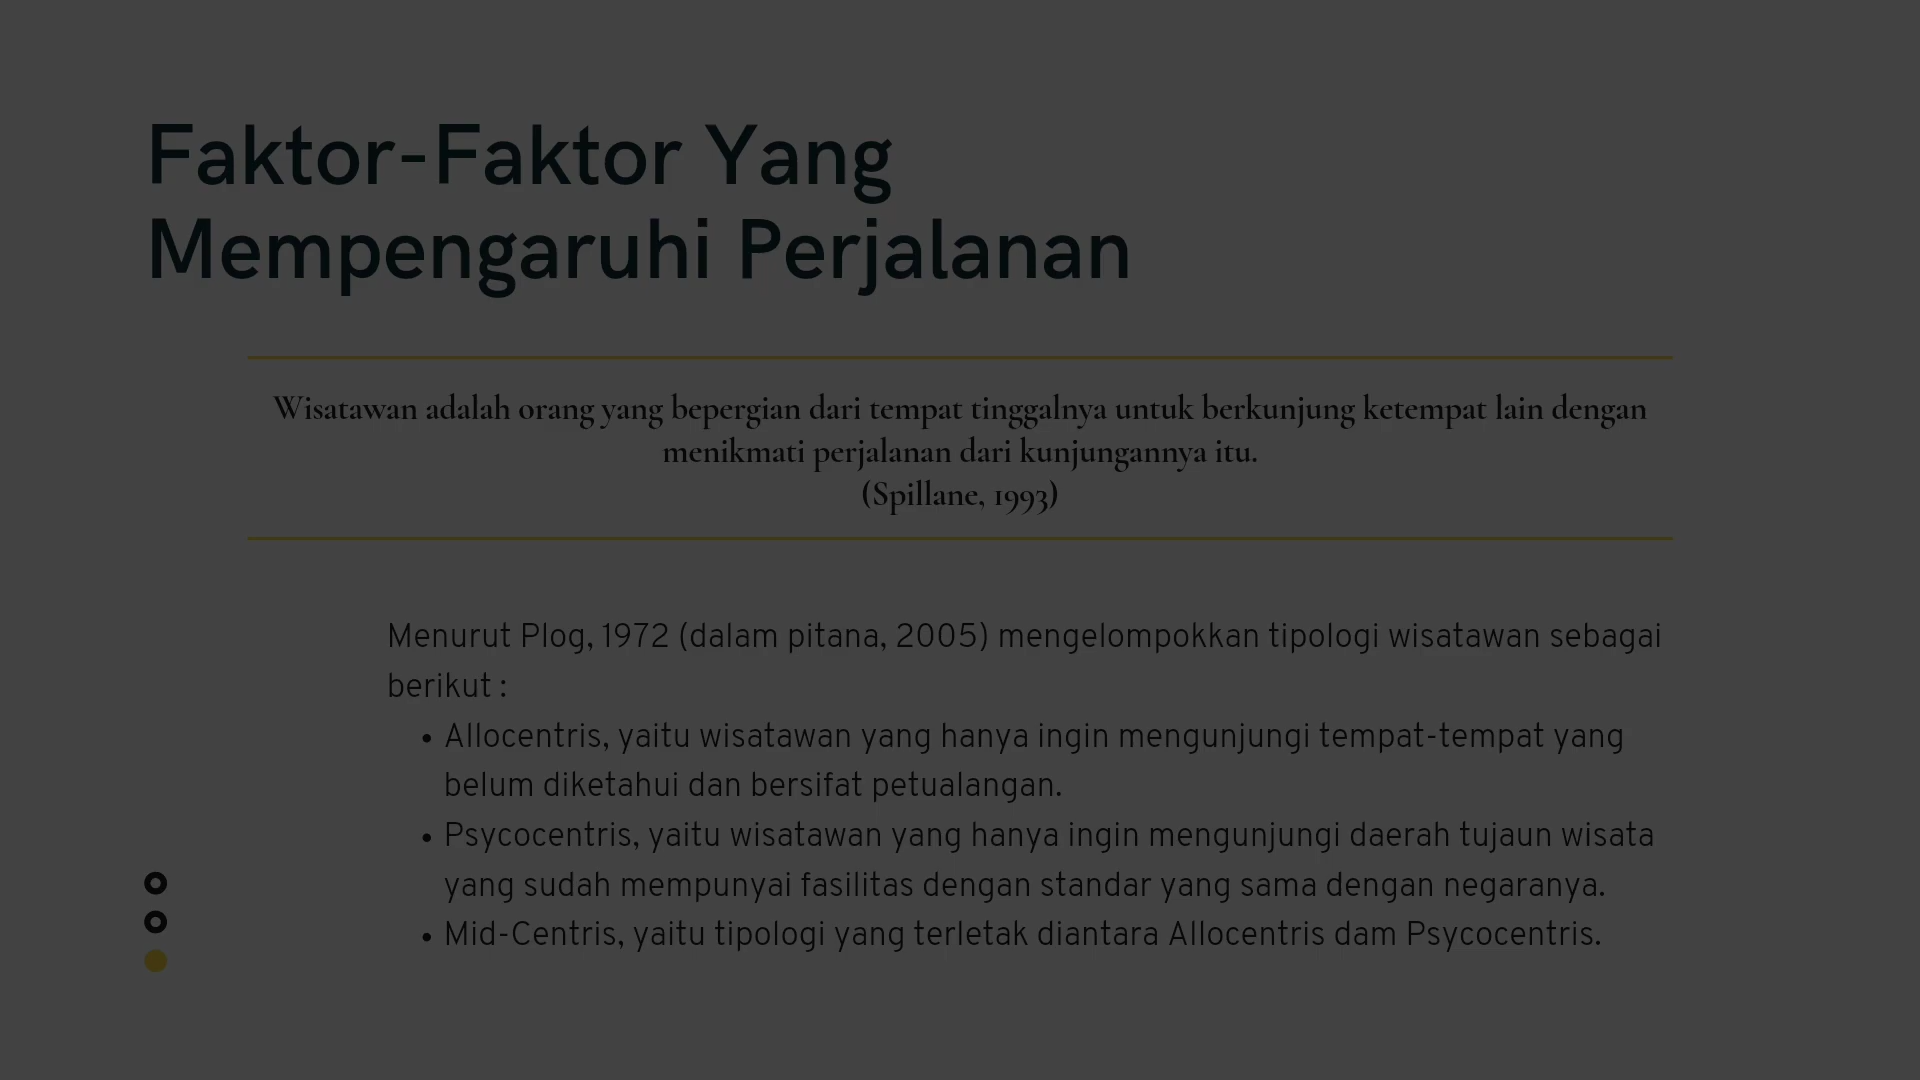 Faktor-Faktor Yang
Mempengaruhi Perjalanan
Wisatawan adalah orang yang bepergian dari tempat tinggalnya untuk berkunjung ketempat lain dengan
menikmati perjalanan dari kunjungannya itu.
(Spillane, 1993)
Menurut Plog, 1972 (dalam pitana, 2005) mengelompokkan tipologi wisatawan sebagai
berikut :
• Allocentris, yaitu wisatawan yang hanya ingin mengunjungi tempat-tempat yang
belum diketahui dan bersifat petualangan.
• Psycocentris, yaitu wisatawan yang hanya ingin mengunjungi daerah tujaun wisata
yang sudah mempunyai fasilitas dengan standar yang sama dengan negaranya.
• Mid-Centris, yaitu tipologi yang terletak diantara Allocentris dam Psycocentris.